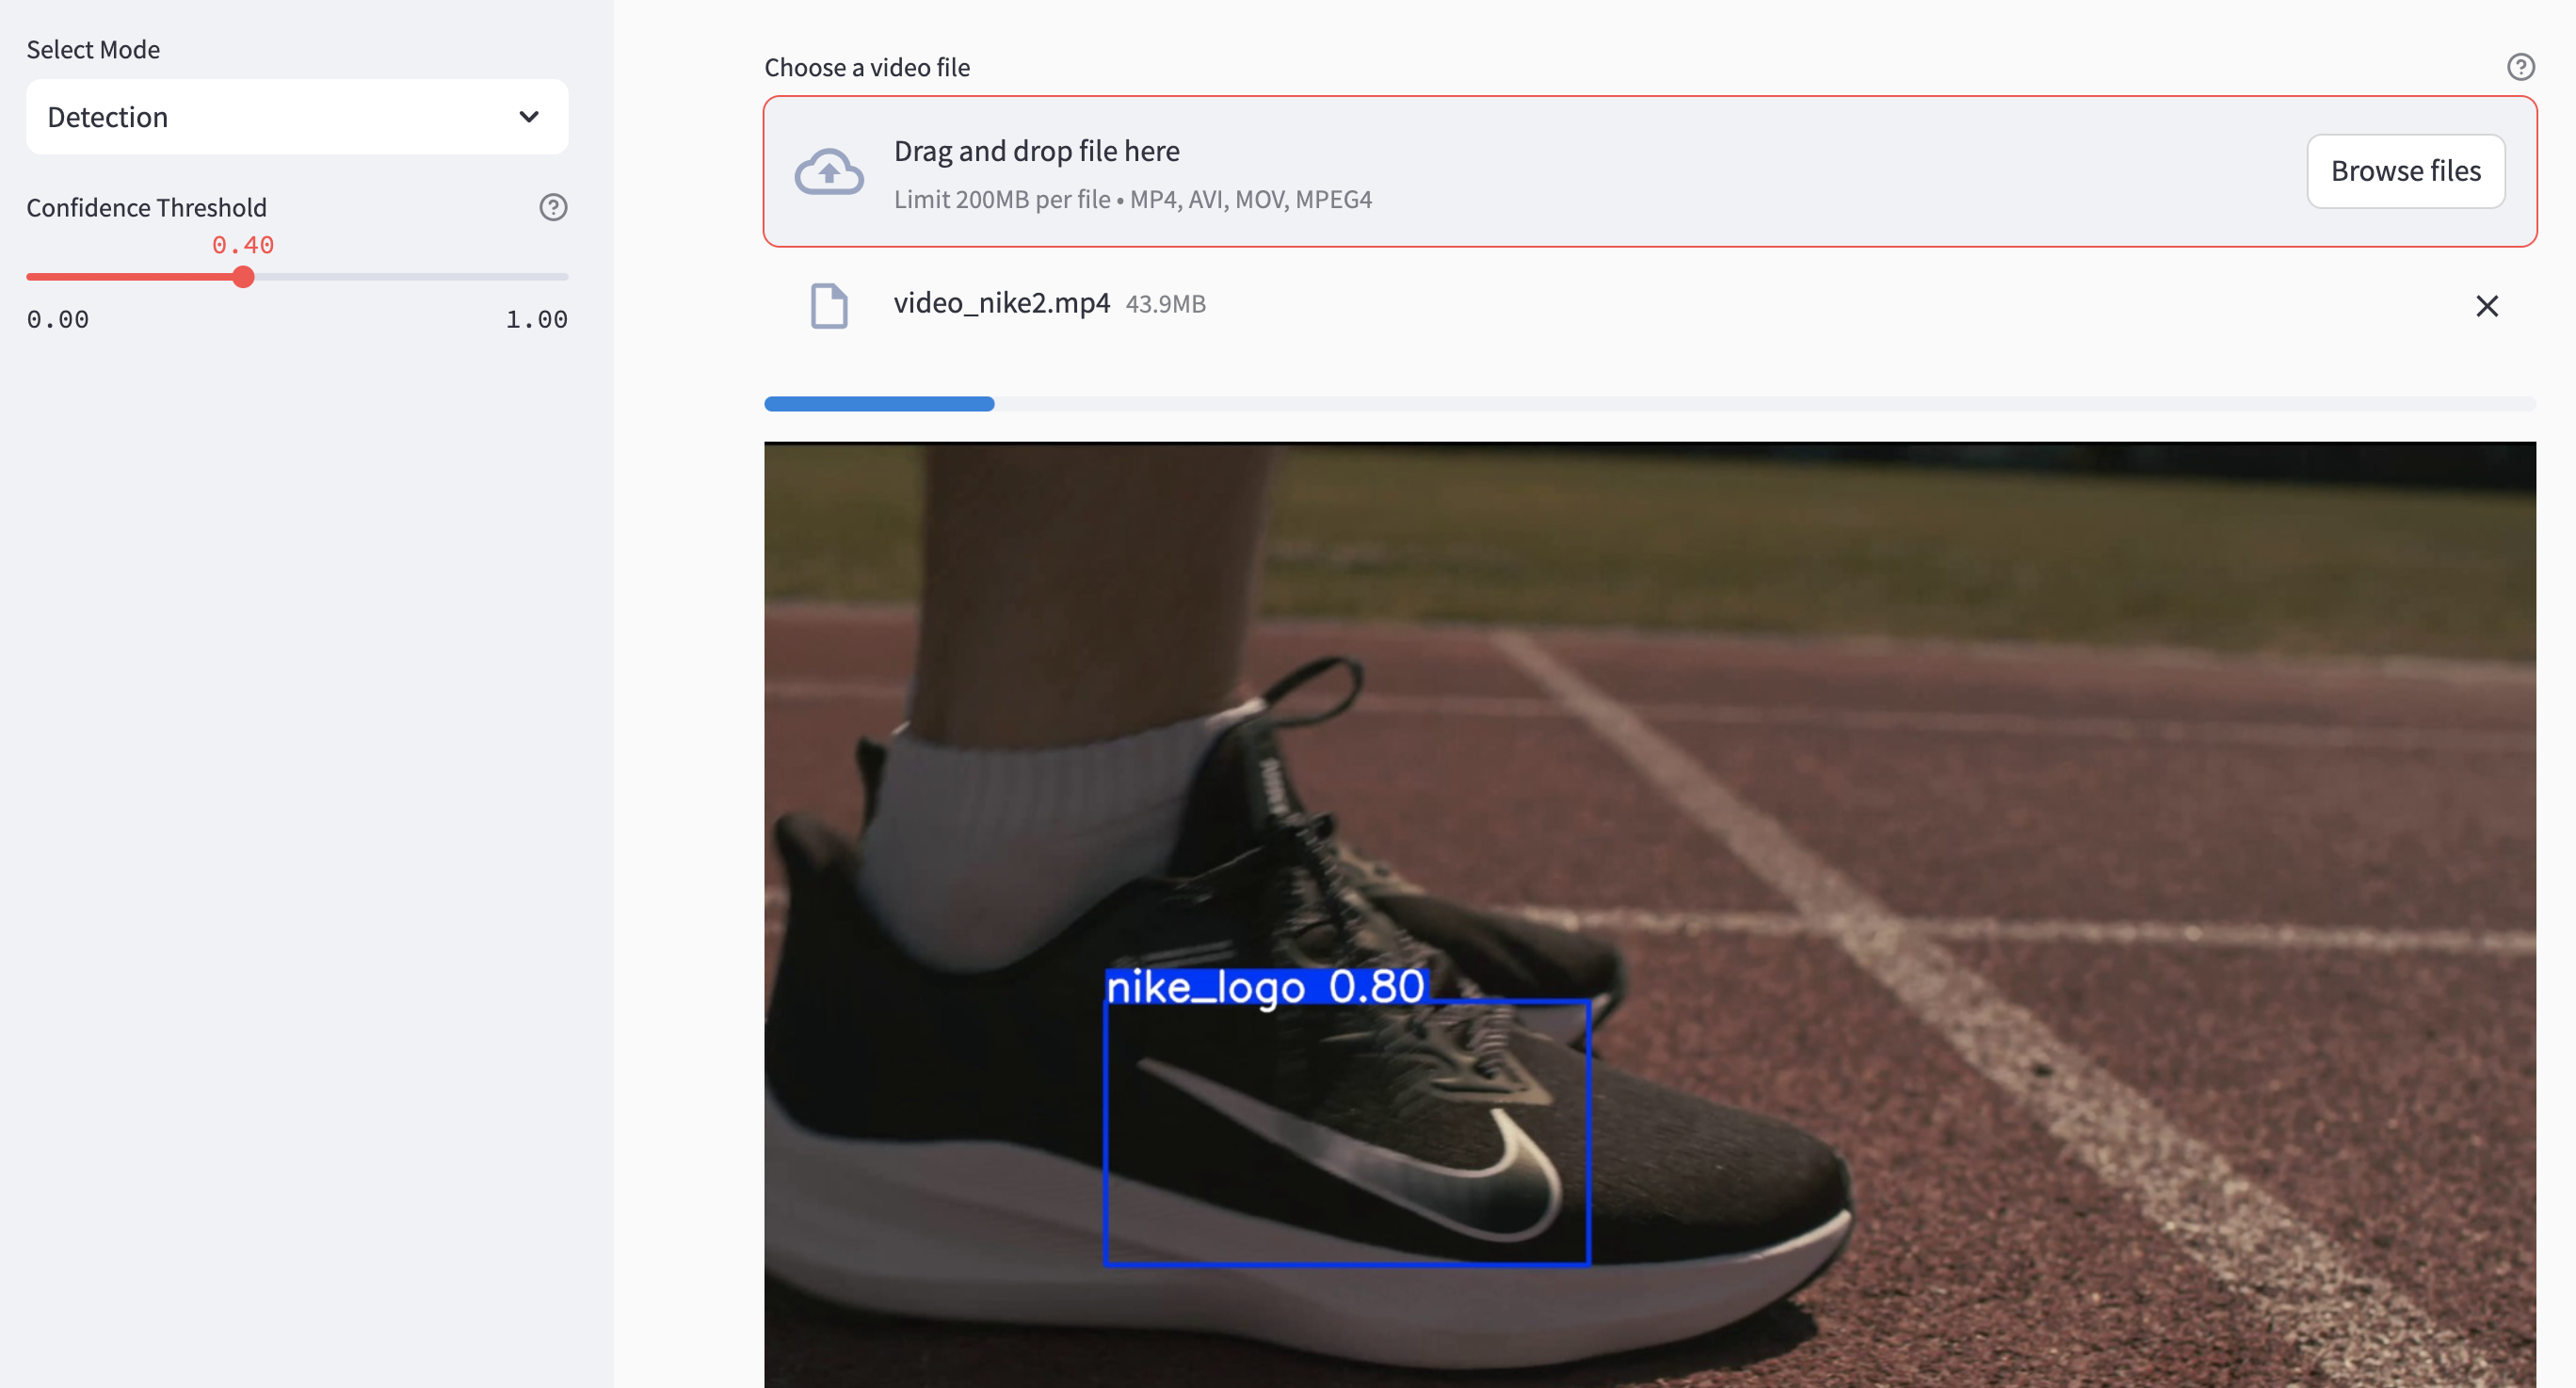 Select Mode
Detection
Confidence Threshold
0.40
0.00 1.00
Choose a video file
Drag and drop file here
Limit 200MB per file • MP4, AVI, MOV, MPEG4
Browse files
video_nike2.mp4 43.9MB
nike_logo 0.80